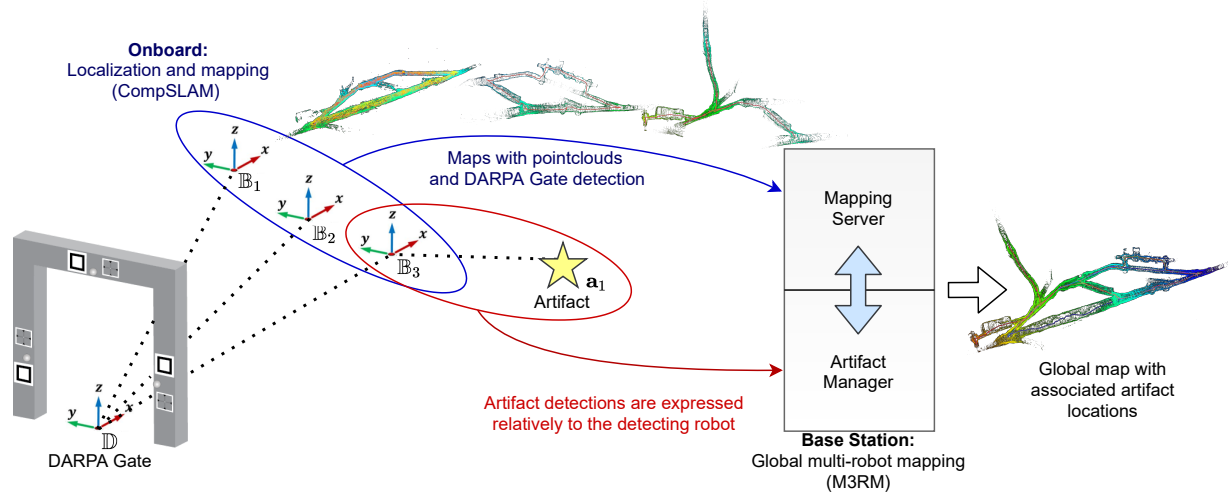 Onboard:
Localization and mapping
(CompSLAM)
z
y
x
𝔹1
z
y
x
𝔹2
z
y
x
𝔹3
Maps with pointclouds
and DARPA Gate detection
a1
Artifact
z
y
x
𝔻
DARPA Gate
Artifact detections are expressed
relatively to the detecting robot
Mapping
Server
Artifact
Manager
Base Station:
Global multi-robot mapping
(M3RM)
Global map with
associated artifact
locations